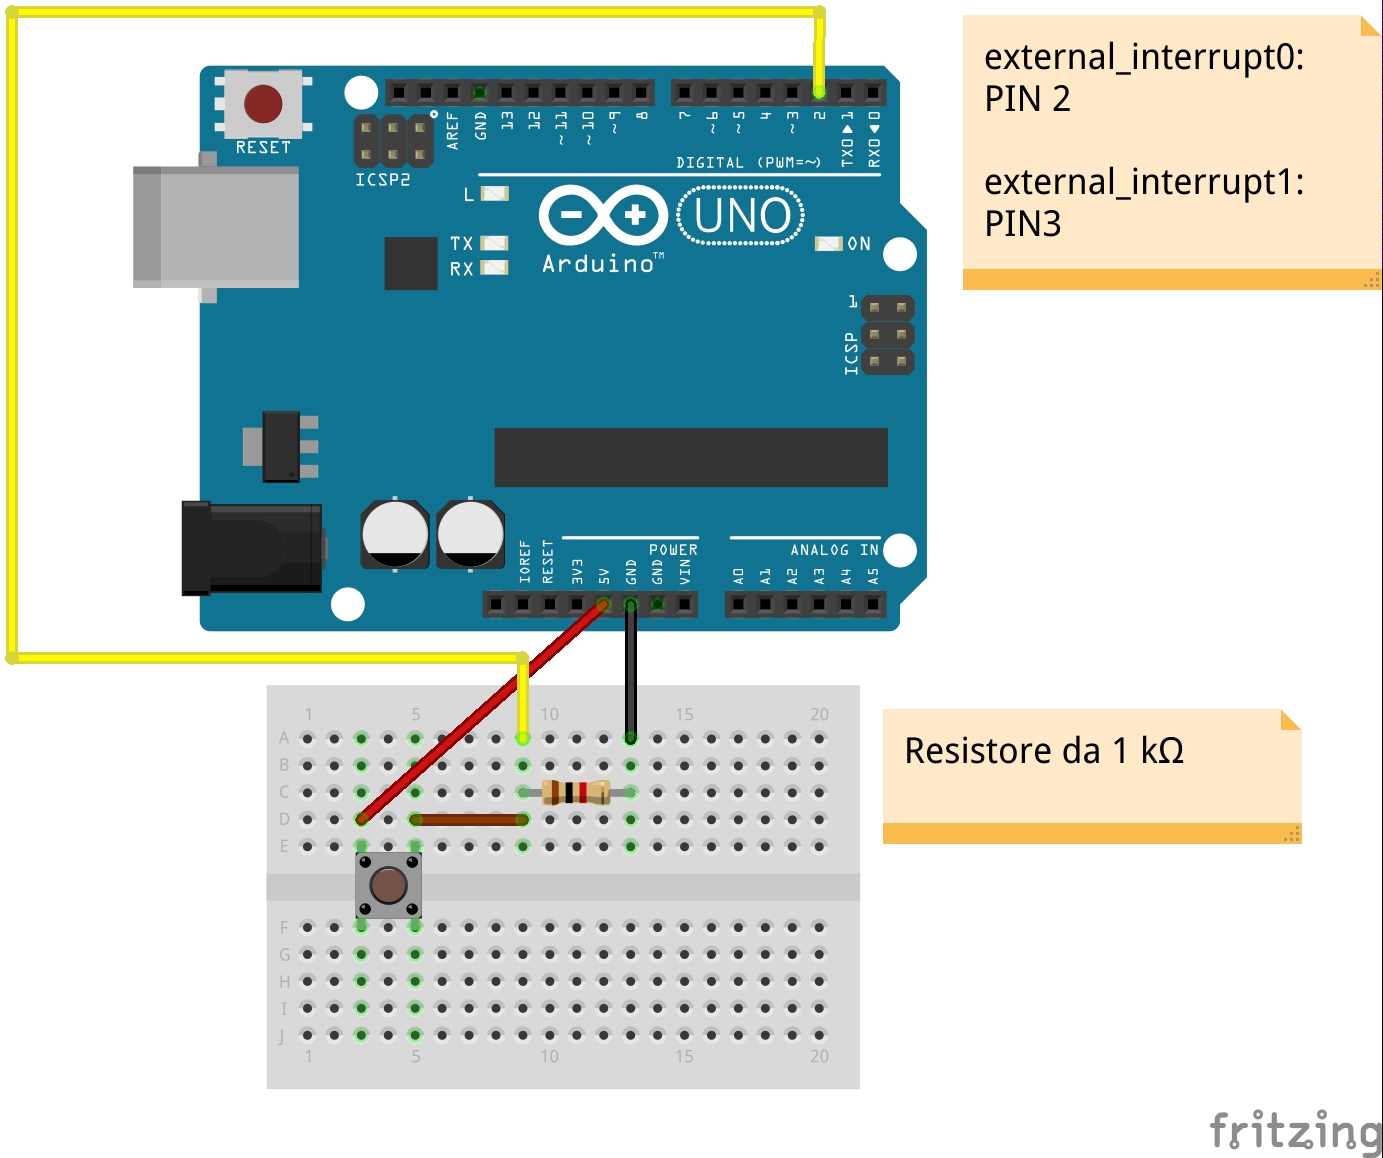 external_interrupt0:
PIN 2
external_interrupt1:
PIN3
RESET
ICSP2
AREF
GND
13
12
~11
~10
~9
8
7
~6
~5
4
~3
2
TX0▶1
RX0◀0
DIGITAL (PWM=~)
L
TX
RX
UNO
Arduino™
ON
1
ICSP
POWER
ANALOG IN
IOREF
RESET
3V3
5V
GND
GND
VIN
A0
A1
A2
A3
A4
A5
1 5 10 15 20
A
B
C
D
E
F
G
H
I
J
1 5 10 15 20
Resistore da 1 kΩ
fritzing